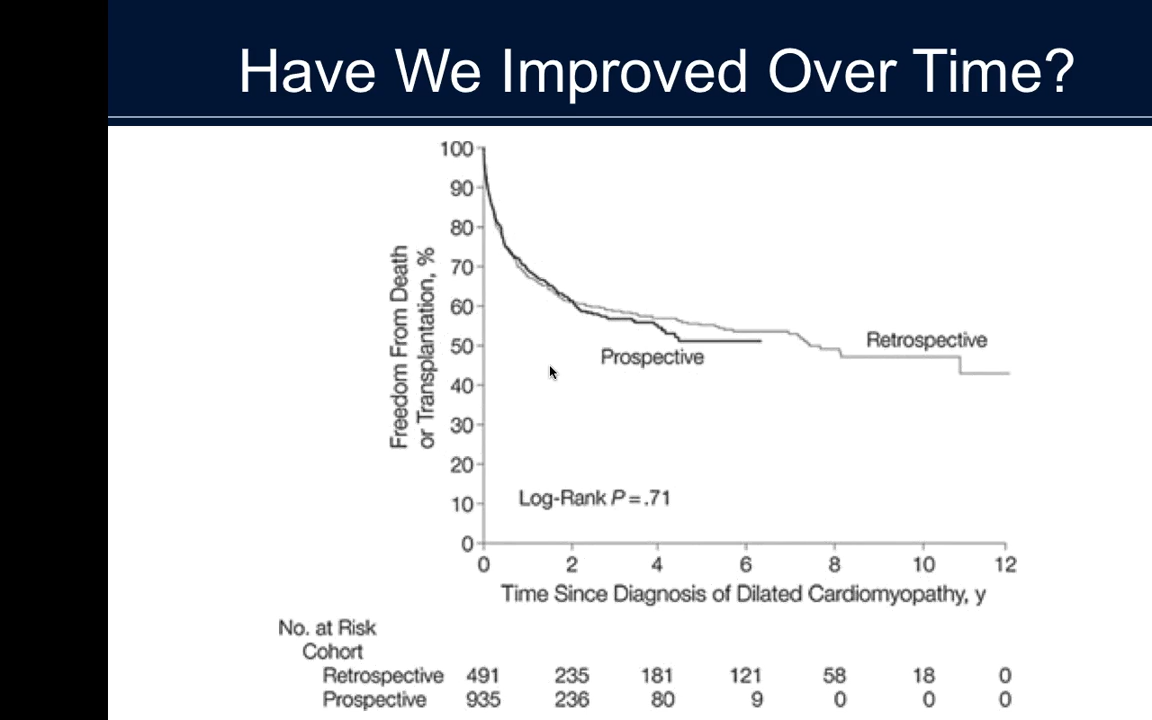 Have We Improved Over Time?
100
90
80
70
60
50
40
30
20
10
0
Freedom From Death
or Transplantation, %
Retrospective
Prospective
Log-Rank P = .71
0 2 4 6 8 10 12
Time Since Diagnosis of Dilated Cardiomyopathy, y
No. at Risk
Cohort
Retrospective 491 235 181 121 58 18 0
Prospective 935 236 80 9 0 0 0